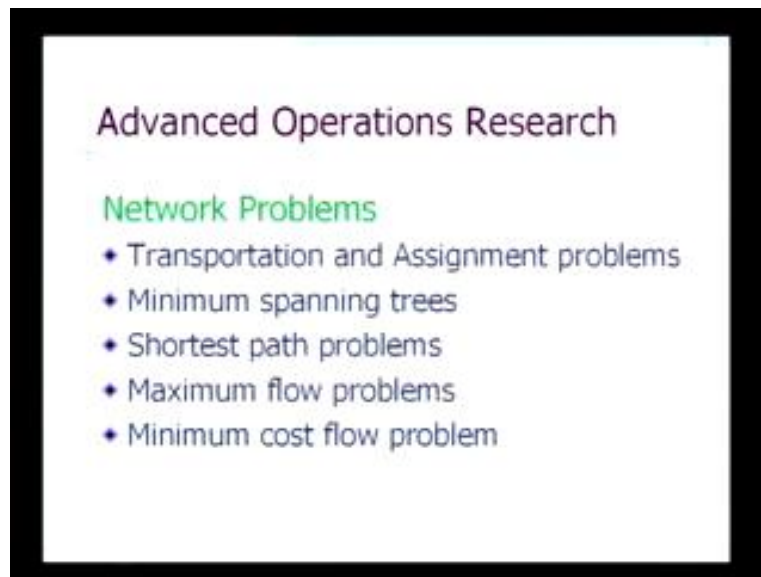 Advanced Operations Research
Network Problems
Transportation and Assignment problems
Minimum spanning trees
Shortest path problems
Maximum flow problems
Minimum cost flow problem